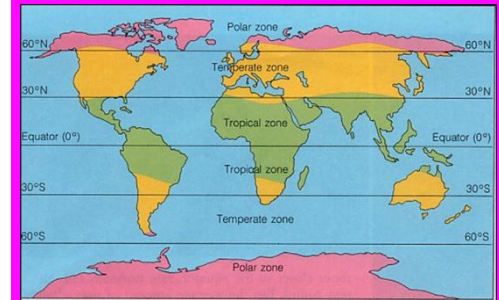 Polar zone
60°N
60°N
Temperate zone
30°N
30°N
Tropical zone
Equator (0°)
Equator (0°)
Tropical zone
30°S
30°S
Temperate zone
60°S
60°S
Polar zone